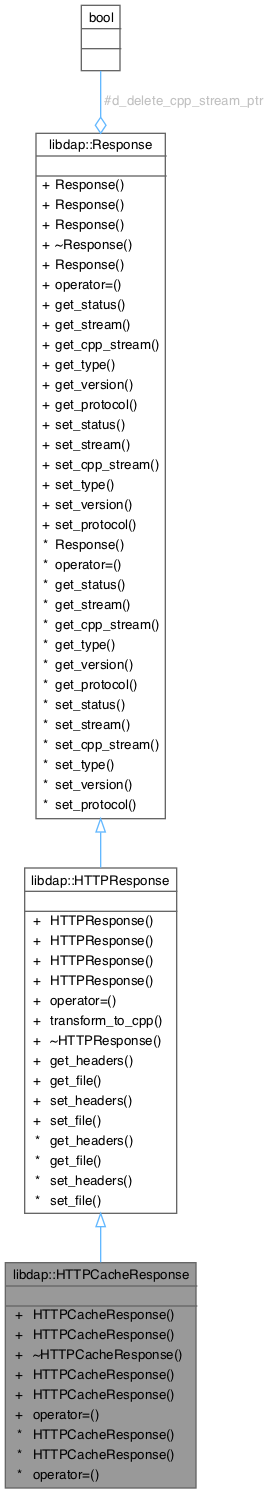 bool
#d_delete_cpp_stream_ptr
libdap::Response
+ Response()
+ Response()
+ Response()
+ ~Response()
+ Response()
+ operator=()
+ get_status()
+ get_stream()
+ get_cpp_stream()
+ get_type()
+ get_version()
+ get_protocol()
+ set_status()
+ set_stream()
+ set_cpp_stream()
+ set_type()
+ set_version()
+ set_protocol()
* Response()
* operator=()
* get_status()
* get_stream()
* get_cpp_stream()
* get_type()
* get_version()
* get_protocol()
* set_status()
* set_stream()
* set_cpp_stream()
* set_type()
* set_version()
* set_protocol()
libdap::HTTPResponse
+ HTTPResponse()
+ HTTPResponse()
+ HTTPResponse()
+ HTTPResponse()
+ operator=()
+ transform_to_cpp()
+ ~HTTPResponse()
+ get_headers()
+ get_file()
+ set_headers()
+ set_file()
* get_headers()
* get_file()
* set_headers()
* set_file()
libdap::HTTPCacheResponse
+ HTTPCacheResponse()
+ HTTPCacheResponse()
+ ~HTTPCacheResponse()
+ HTTPCacheResponse()
+ HTTPCacheResponse()
+ operator=()
* HTTPCacheResponse()
* HTTPCacheResponse()
* operator=()